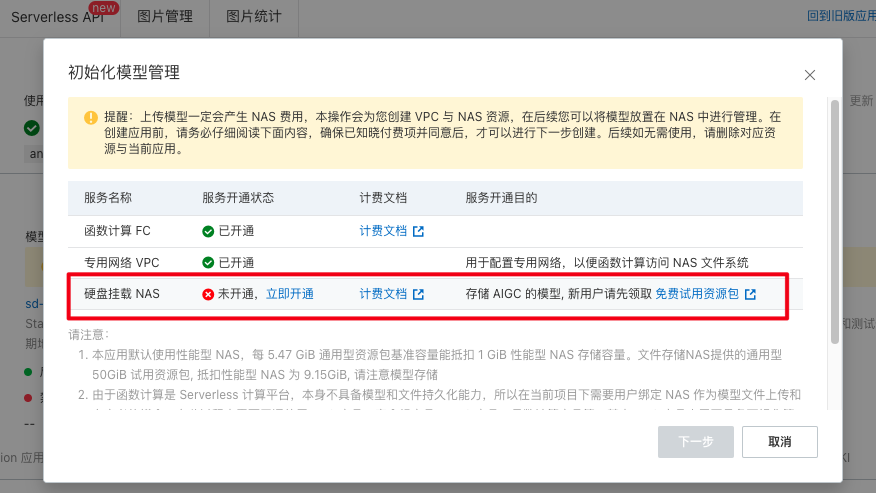 Serverless API
new
图片管理
图片统计
回到旧版应用
初始化模型管理
使用
更新
提醒：上传模型一定会产生 NAS 费用，本操作会为您创建 VPC 与 NAS 资源，在后续您可以将模型放置在 NAS 中进行管理。在
创建应用前，请务必仔细阅读下面内容，确保已知晓付费项并同意后，才可以进行下一步创建。后续如无需使用，请删除对应资
源与当前应用。
an
服务名称 服务开通状态 计费文档 服务开通目的
函数计算 FC 已开通 计费文档
模型
专用网络 VPC 已开通 用于配置专用网络，以便函数计算访问 NAS 文件系统
硬盘挂载 NAS 未开通，立即开通 计费文档 存储 AIGC 的模型, 新用户请先领取 免费试用资源包
sd-
Sta
和测试
期
请注意：
1. 本应用默认使用性能型 NAS，每 5.47 GiB 通用型资源包基准容量能抵扣 1 GiB 性能型 NAS 存储容量。文件存储NAS提供的通用型
50GiB 试用资源包, 抵扣性能型 NAS 为 9.15GiB, 请注意模型存储
2. 由于函数计算是 Serverless 计算平台，本身不具备模型和文件持久化能力，所以在当前项目下需要用户绑定 NAS 作为模型文件上传和
--
下一步
取消
ion 应用
KI